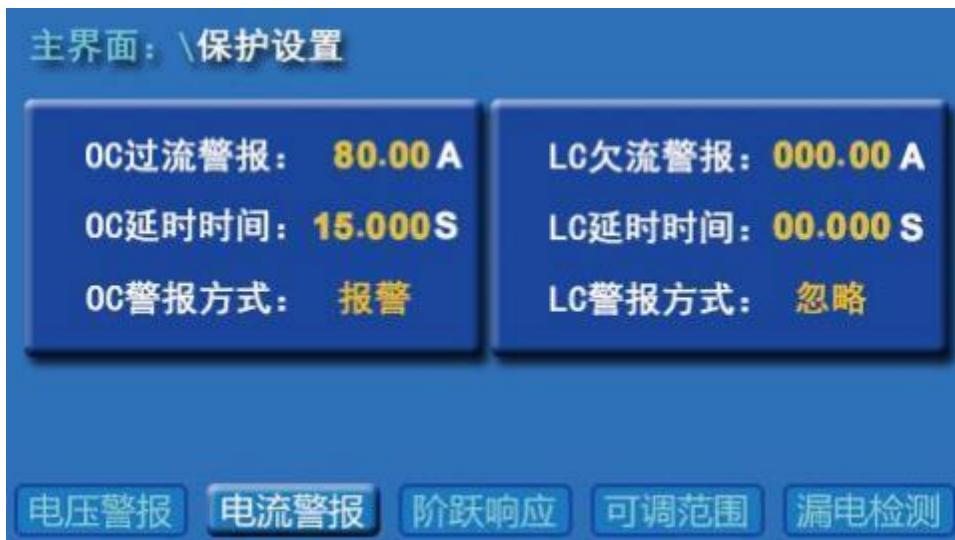 主界面：\保护设置
OC过流警报： 80.00A
OC延时时间： 15.000S
OC警报方式： 报警
LC欠流警报： 000.00 A
LC延时时间： 00.000 S
LC警报方式： 忽略
电压警报 电流警报 阶跃响应 可调范围 漏电检测